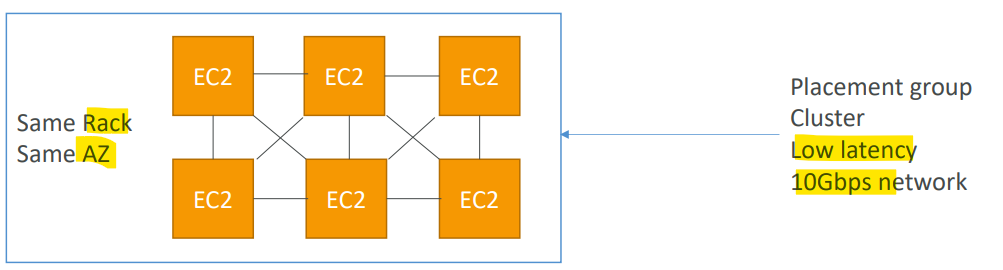 EC2 EC2 EC2
Same Rack
Same AZ
EC2 EC2 EC2
Placement group
Cluster
Low latency
10Gbps network